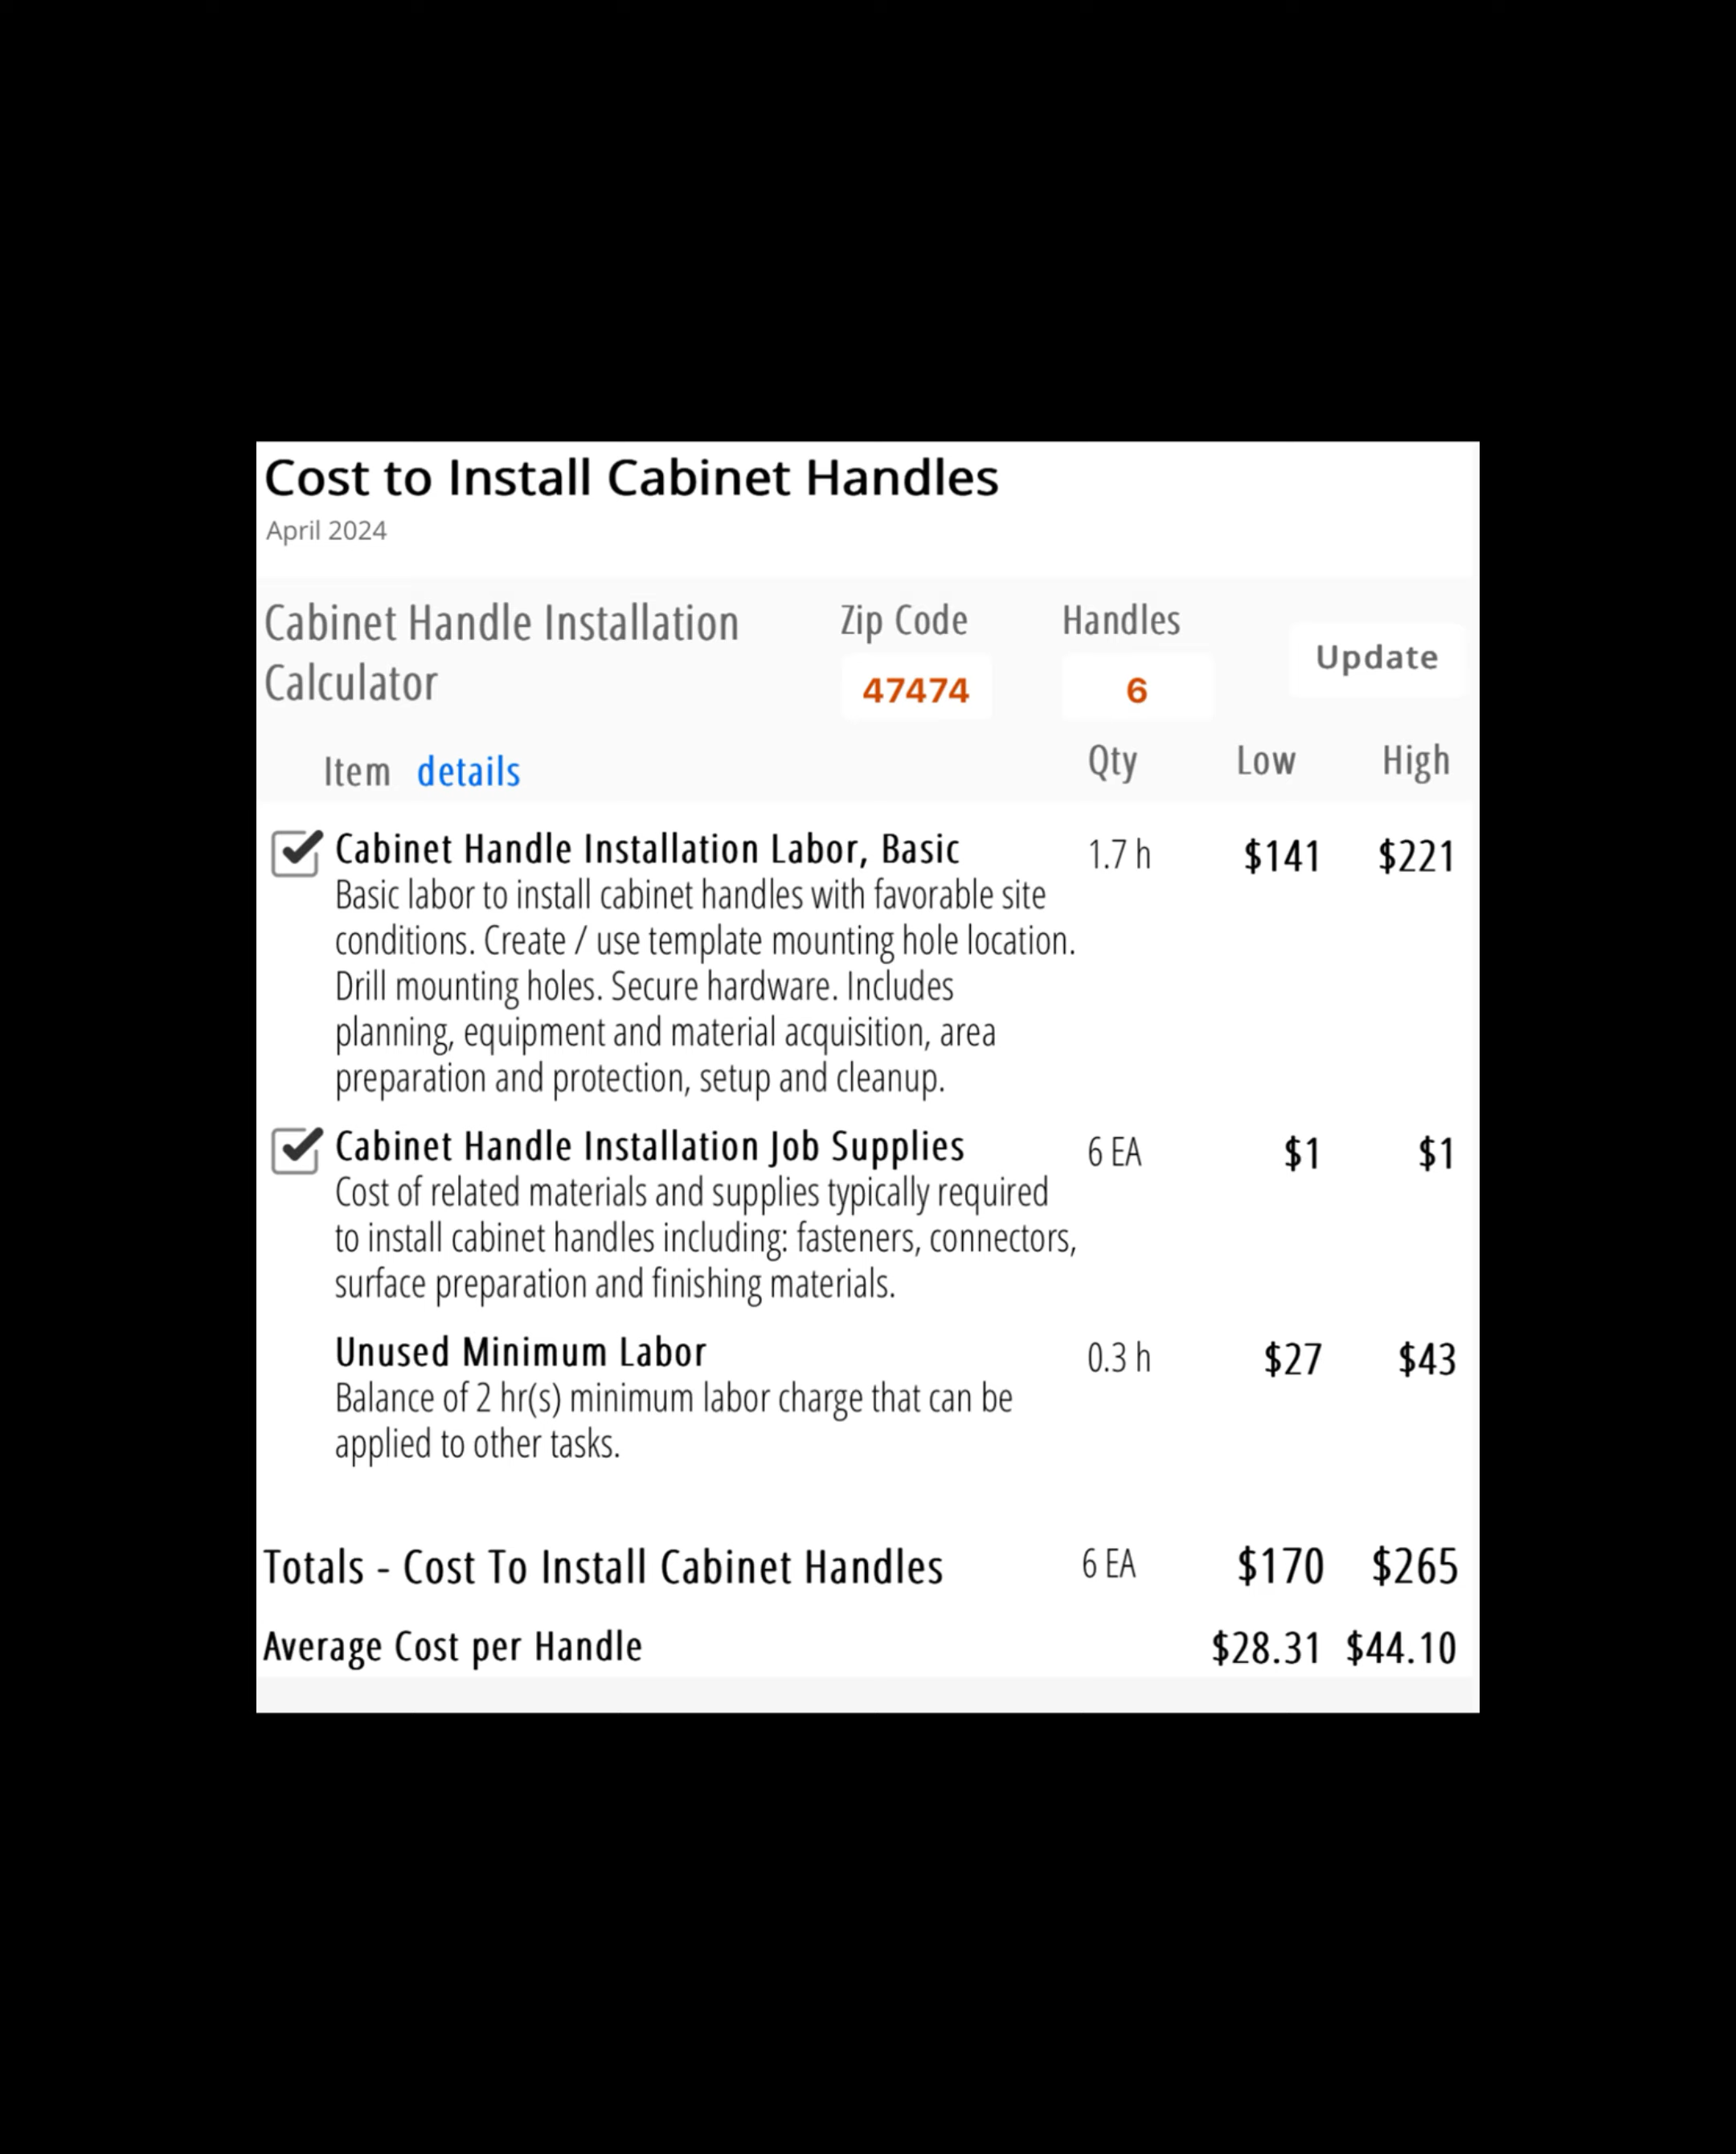 Cost to Install Cabinet Handles
April 2024
Cabinet Handle Installation
Calculator
Zip Code
47474
Handles
6
Update
Item details Qty Low High
Cabinet Handle Installation Labor, Basic 1.7 h $141 $221
Basic labor to install cabinet handles with favorable site
conditions. Create / use template mounting hole location.
Drill mounting holes. Secure hardware. Includes
planning, equipment and material acquisition, area
preparation and protection, setup and cleanup.
Cabinet Handle Installation Job Supplies 6 EA $1 $1
Cost of related materials and supplies typically required
to install cabinet handles including: fasteners, connectors,
surface preparation and finishing materials.
Unused Minimum Labor 0.3 h $27 $43
Balance of 2 hr(s) minimum labor charge that can be
applied to other tasks.
Totals - Cost To Install Cabinet Handles 6 EA $170 $265
Average Cost per Handle $28.31 $44.10